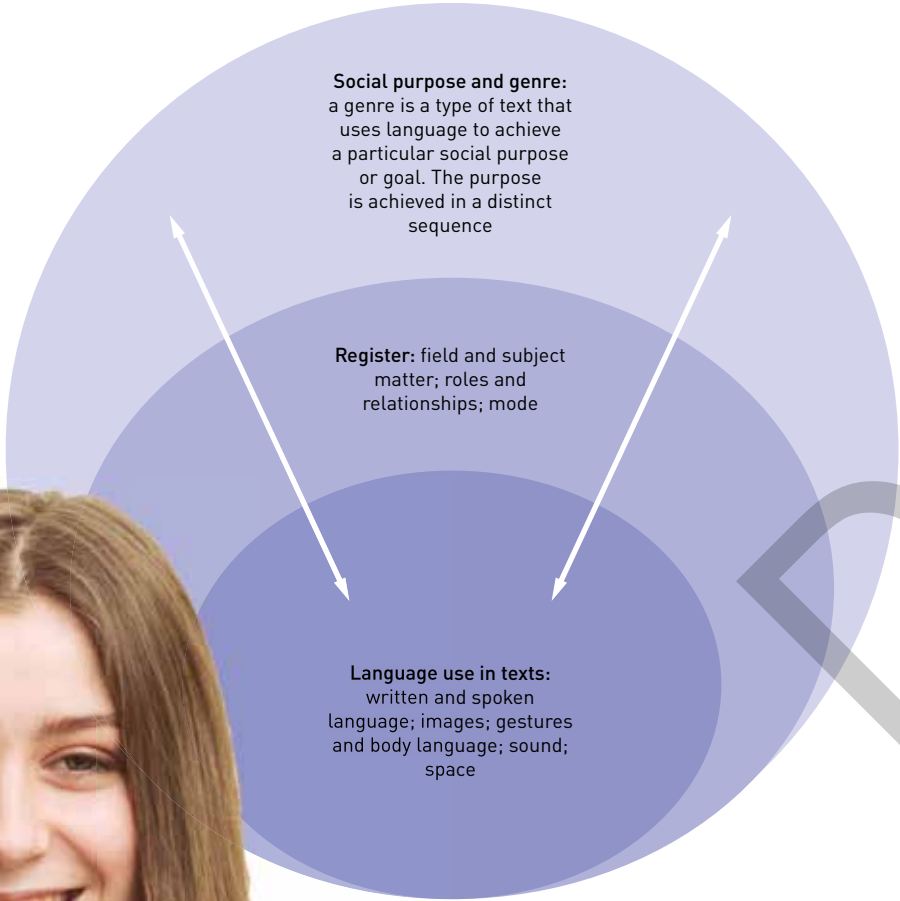 Social purpose and genre:
a genre is a type of text that
uses language to achieve
a particular social purpose
or goal. The purpose
is achieved in a distinct
sequence
Register: field and subject
matter; roles and
relationships; mode
Language use in texts:
written and spoken
language; images; gestures
and body language; sound;
space